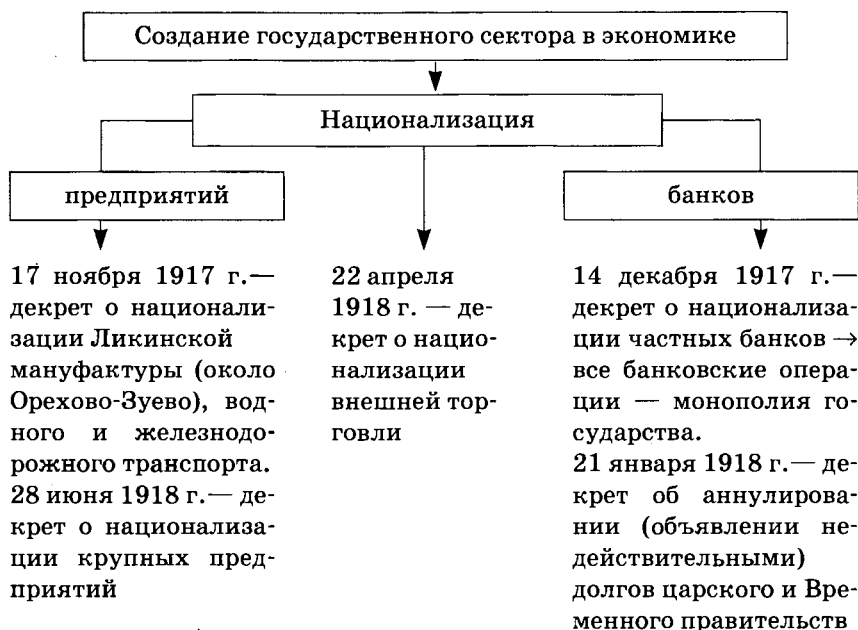 Создание государственного сектора в экономике
Национализация
предприятий
банков
17 ноября 1917 г.—
декрет о национали-
зации Ликинской
мануфактуры (около
Орехово-Зуево), вод-
ного и железнодо-
рожного транспорта.
28 июня 1918 г.— де-
крет о национализа-
ции крупных пред-
приятий
22 апреля
1918 г. — де-
крет о нацио-
нализации
внешней тор-
говли
14 декабря 1917 г.—
декрет о национализа-
ции частных банков →
все банковские опера-
ции — монополия го-
сударства.
21 января 1918 г.— де-
крет об аннулирова-
нии (объявлении не-
действительными)
долгов царского и Вре-
менного правительств